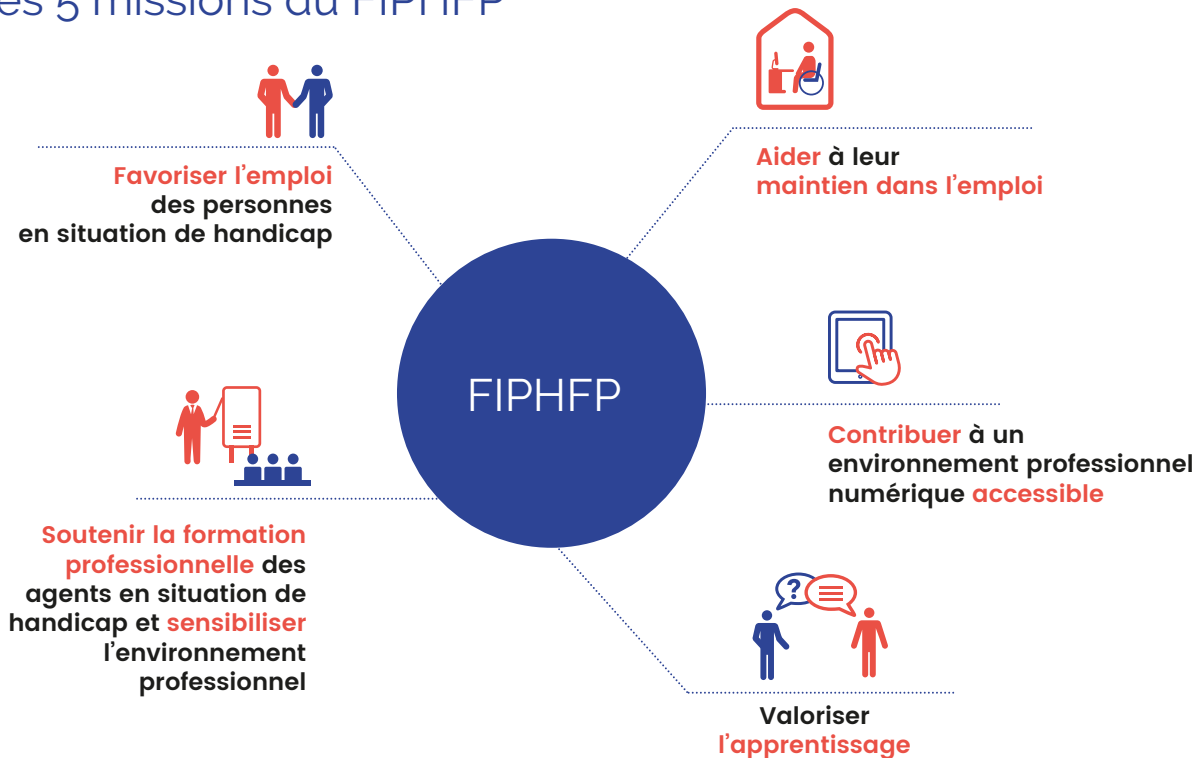 es 5 missions du FIPHFP
Favoriser l'emploi
des personnes
en situation de handicap
Aider à leur
maintien dans l'emploi
FIPHFP
Contribuer à un
environnement professionnel
numérique accessible
Soutenir la formation
professionnelle des
agents en situation de
handicap et sensibiliser
l'environnement
professionnel
?
Valoriser
l'apprentissage